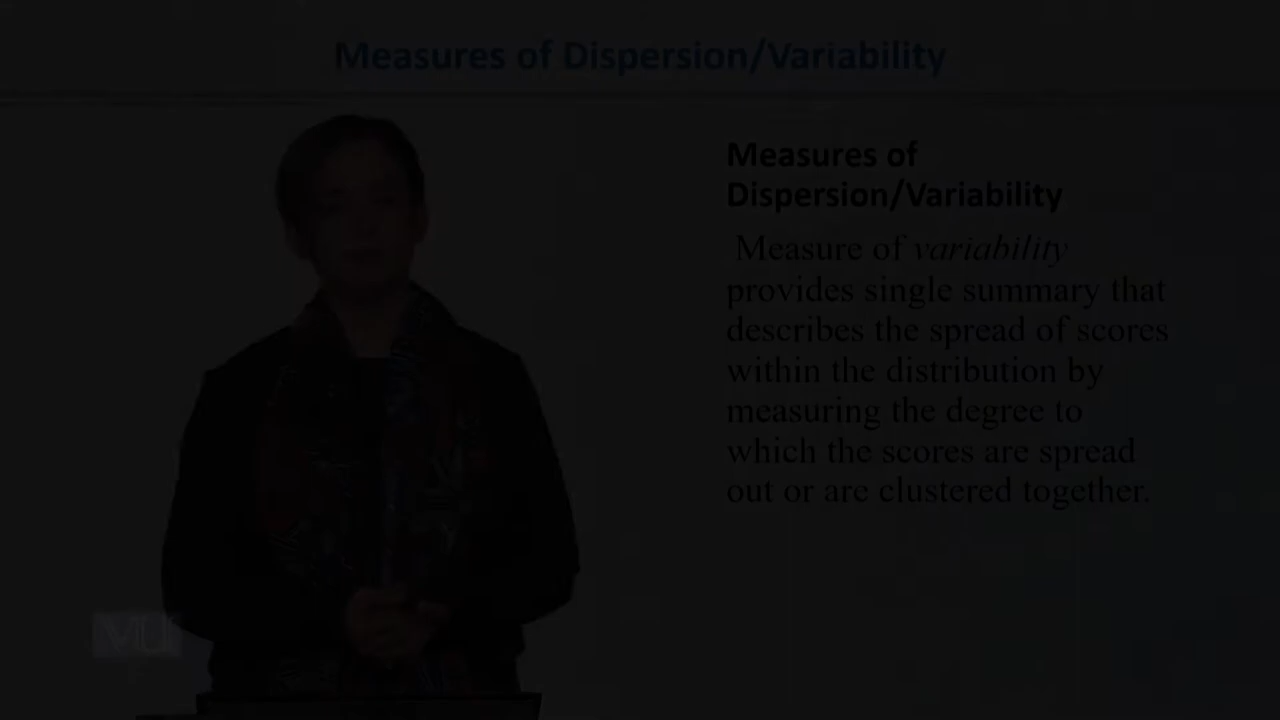 Measures of Dispersion/Variability
Measures of
Dispersion/Variability
Measure of variability
provides single summary that
describes the spread of scores
within the distribution by
measuring the degree to
which the scores are spread
out or are clustered together.
VU